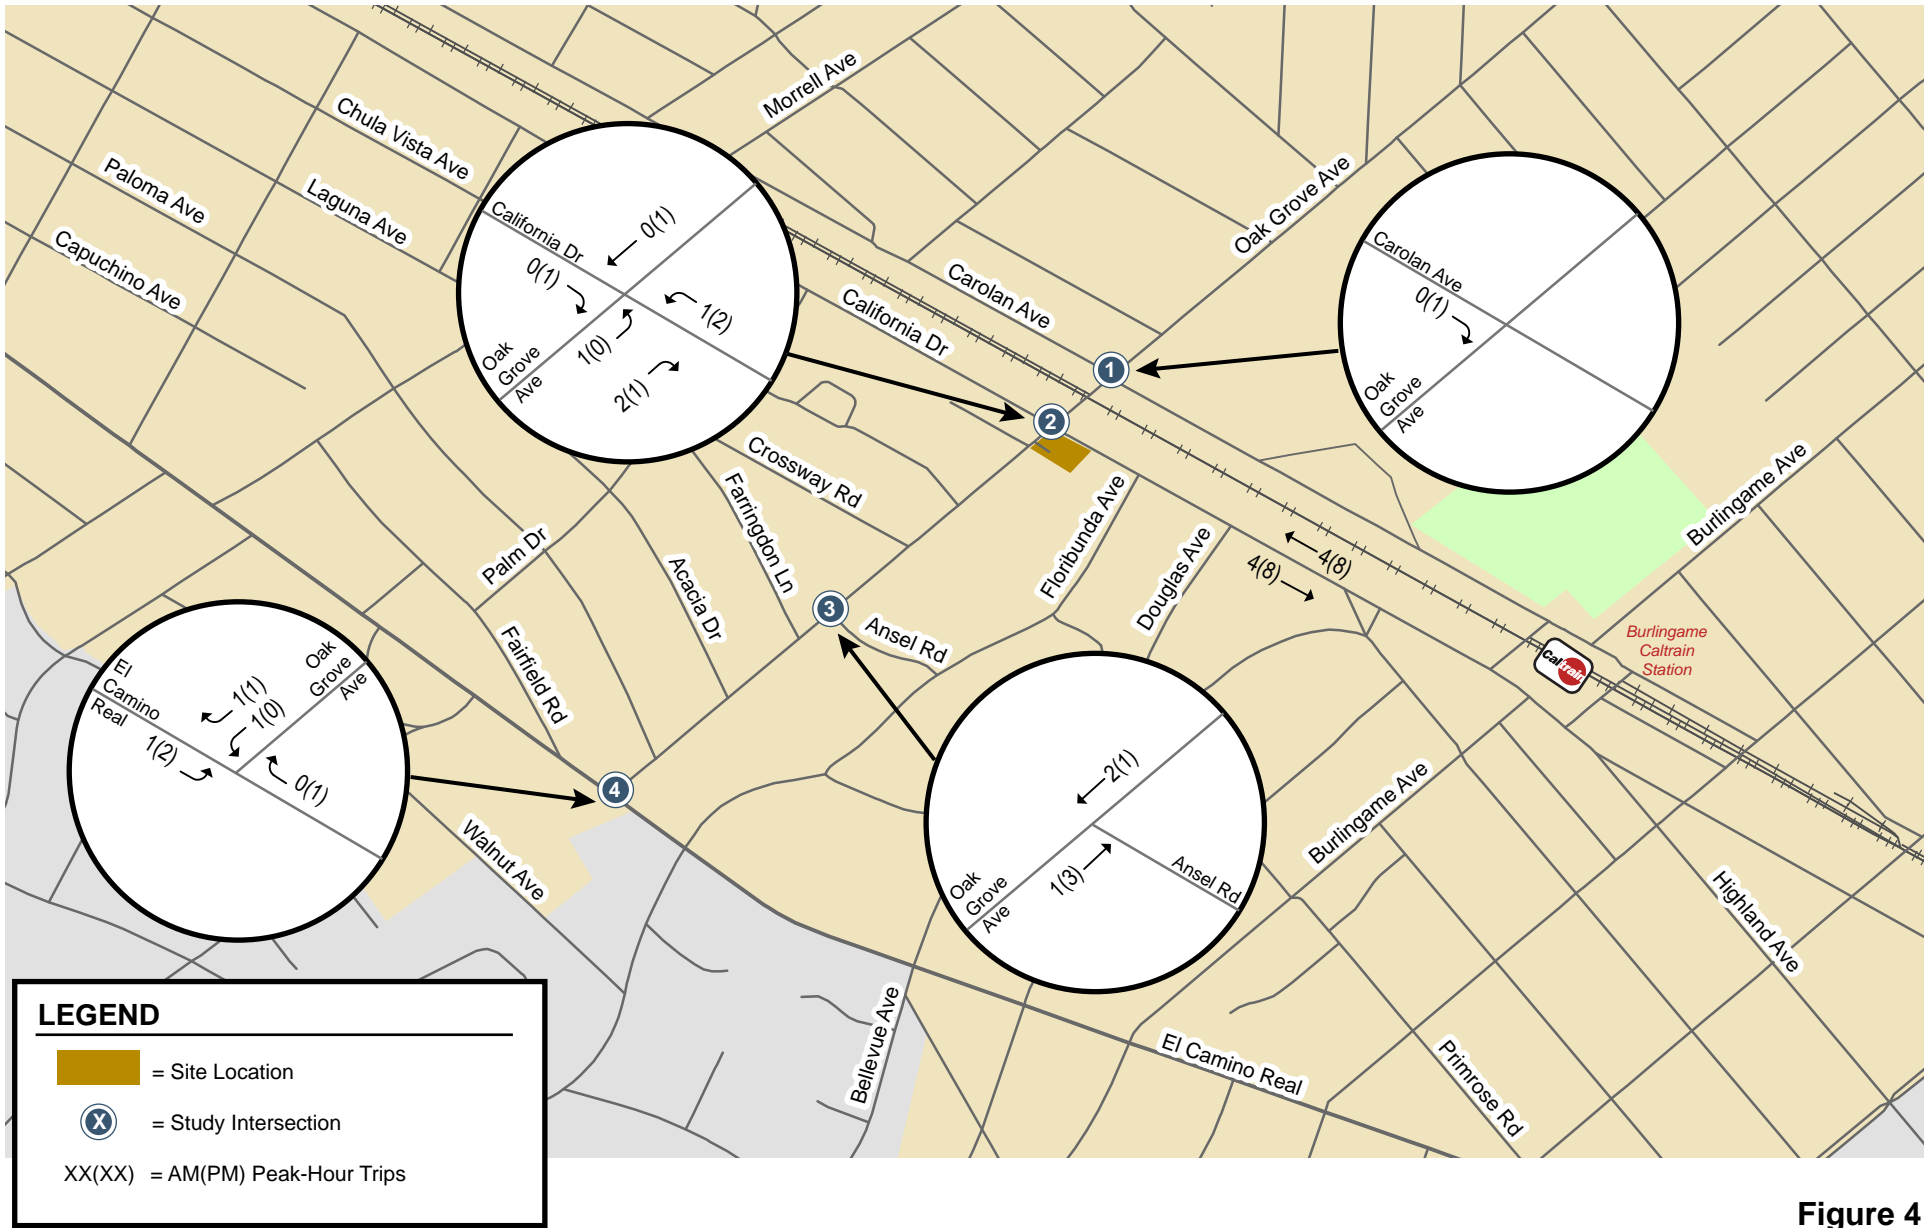 Morrell Ave
Chula Vista Ave
Paloma Ave
Laguna Ave
Capuchino Ave
Oak Grove Ave
California Dr
0(1)
0(1)
1(2)
1(0)
2(1)
Oak
Grove
Ave
Carolan Ave
0(1)
Oak
Grove
Ave
Carolan Ave
California Dr
1
2
Crossway Rd
Farringdon Ln
Floribunda Ave
Burlingame Ave
Palm Dr
Acacia Dr
Douglas Ave
4(8)
4(8)
3
Ansel Rd
Fairfield Rd
Burlingame
Caltrain
Station
Caltrain
El
Camino
Real
Oak
Grove
Ave
1(1)
1(0)
1(2)
0(1)
4
2(1)
1(3)
Oak
Grove
Ave
Ansel Rd
Walnut Ave
Burlingame Ave
Highland Ave
Bellevue Ave
El Camino Real
Primrose Rd
LEGEND
= Site Location
X
= Study Intersection
XX(XX) = AM(PM) Peak-Hour Trips
Figure 4